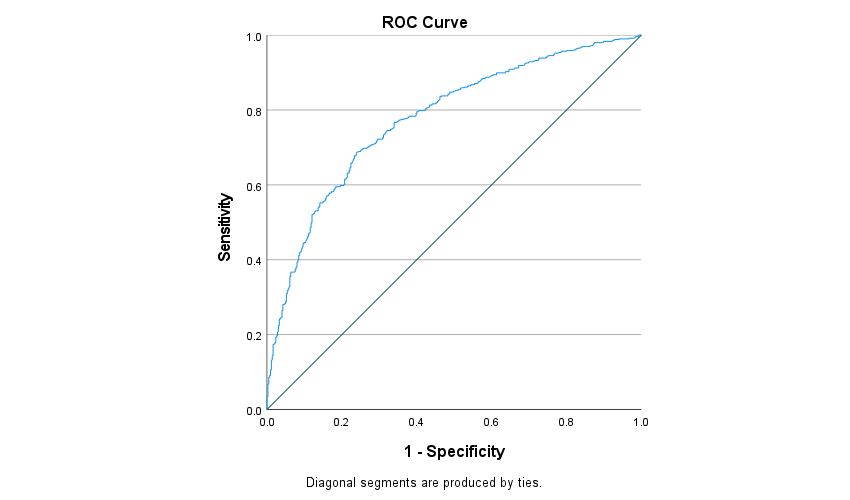 ROC Curve
1.0
0.8
0.6
0.4
0.2
0.0
Sensitivity
0.0 0.2 0.4 0.6 0.8 1.0
1 - Specificity
Diagonal segments are produced by ties.